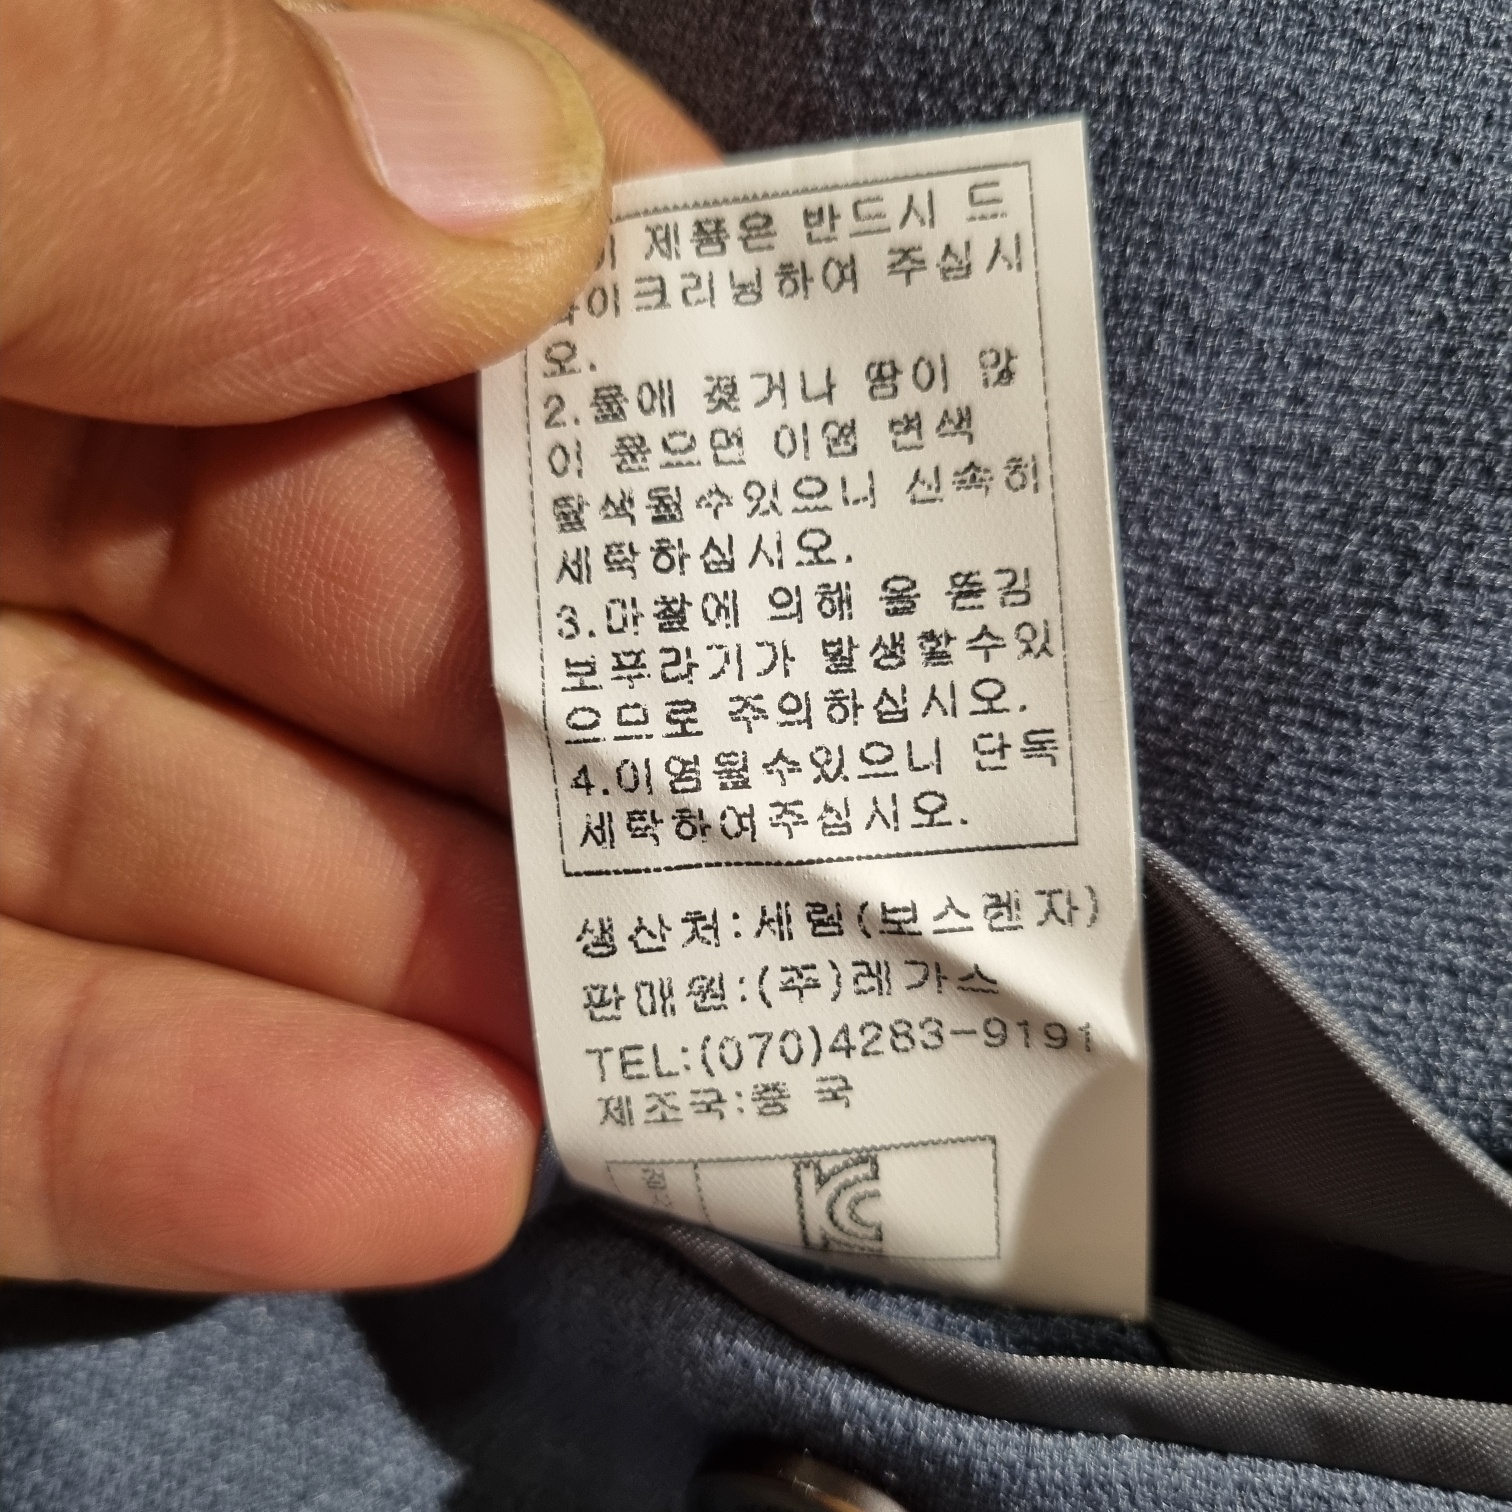 제품은 반드시 드
이크리닝하여 주십시
오.
2.물에 젖거나 땀이 많
이 묻으면 이염 변색
탈색될수있으니 신속히
세탁하십시오.
3.마찰에 의해 올 뜯김
보푸라기가 발생할수있
으므로 주의하십시오.
4.이염될수있으니 단독
세탁하여주십시오.
생산처:세림(보스렌자)
판매원:(주)레가스
TEL:(070)4283-9191
제조국:중 국
KC